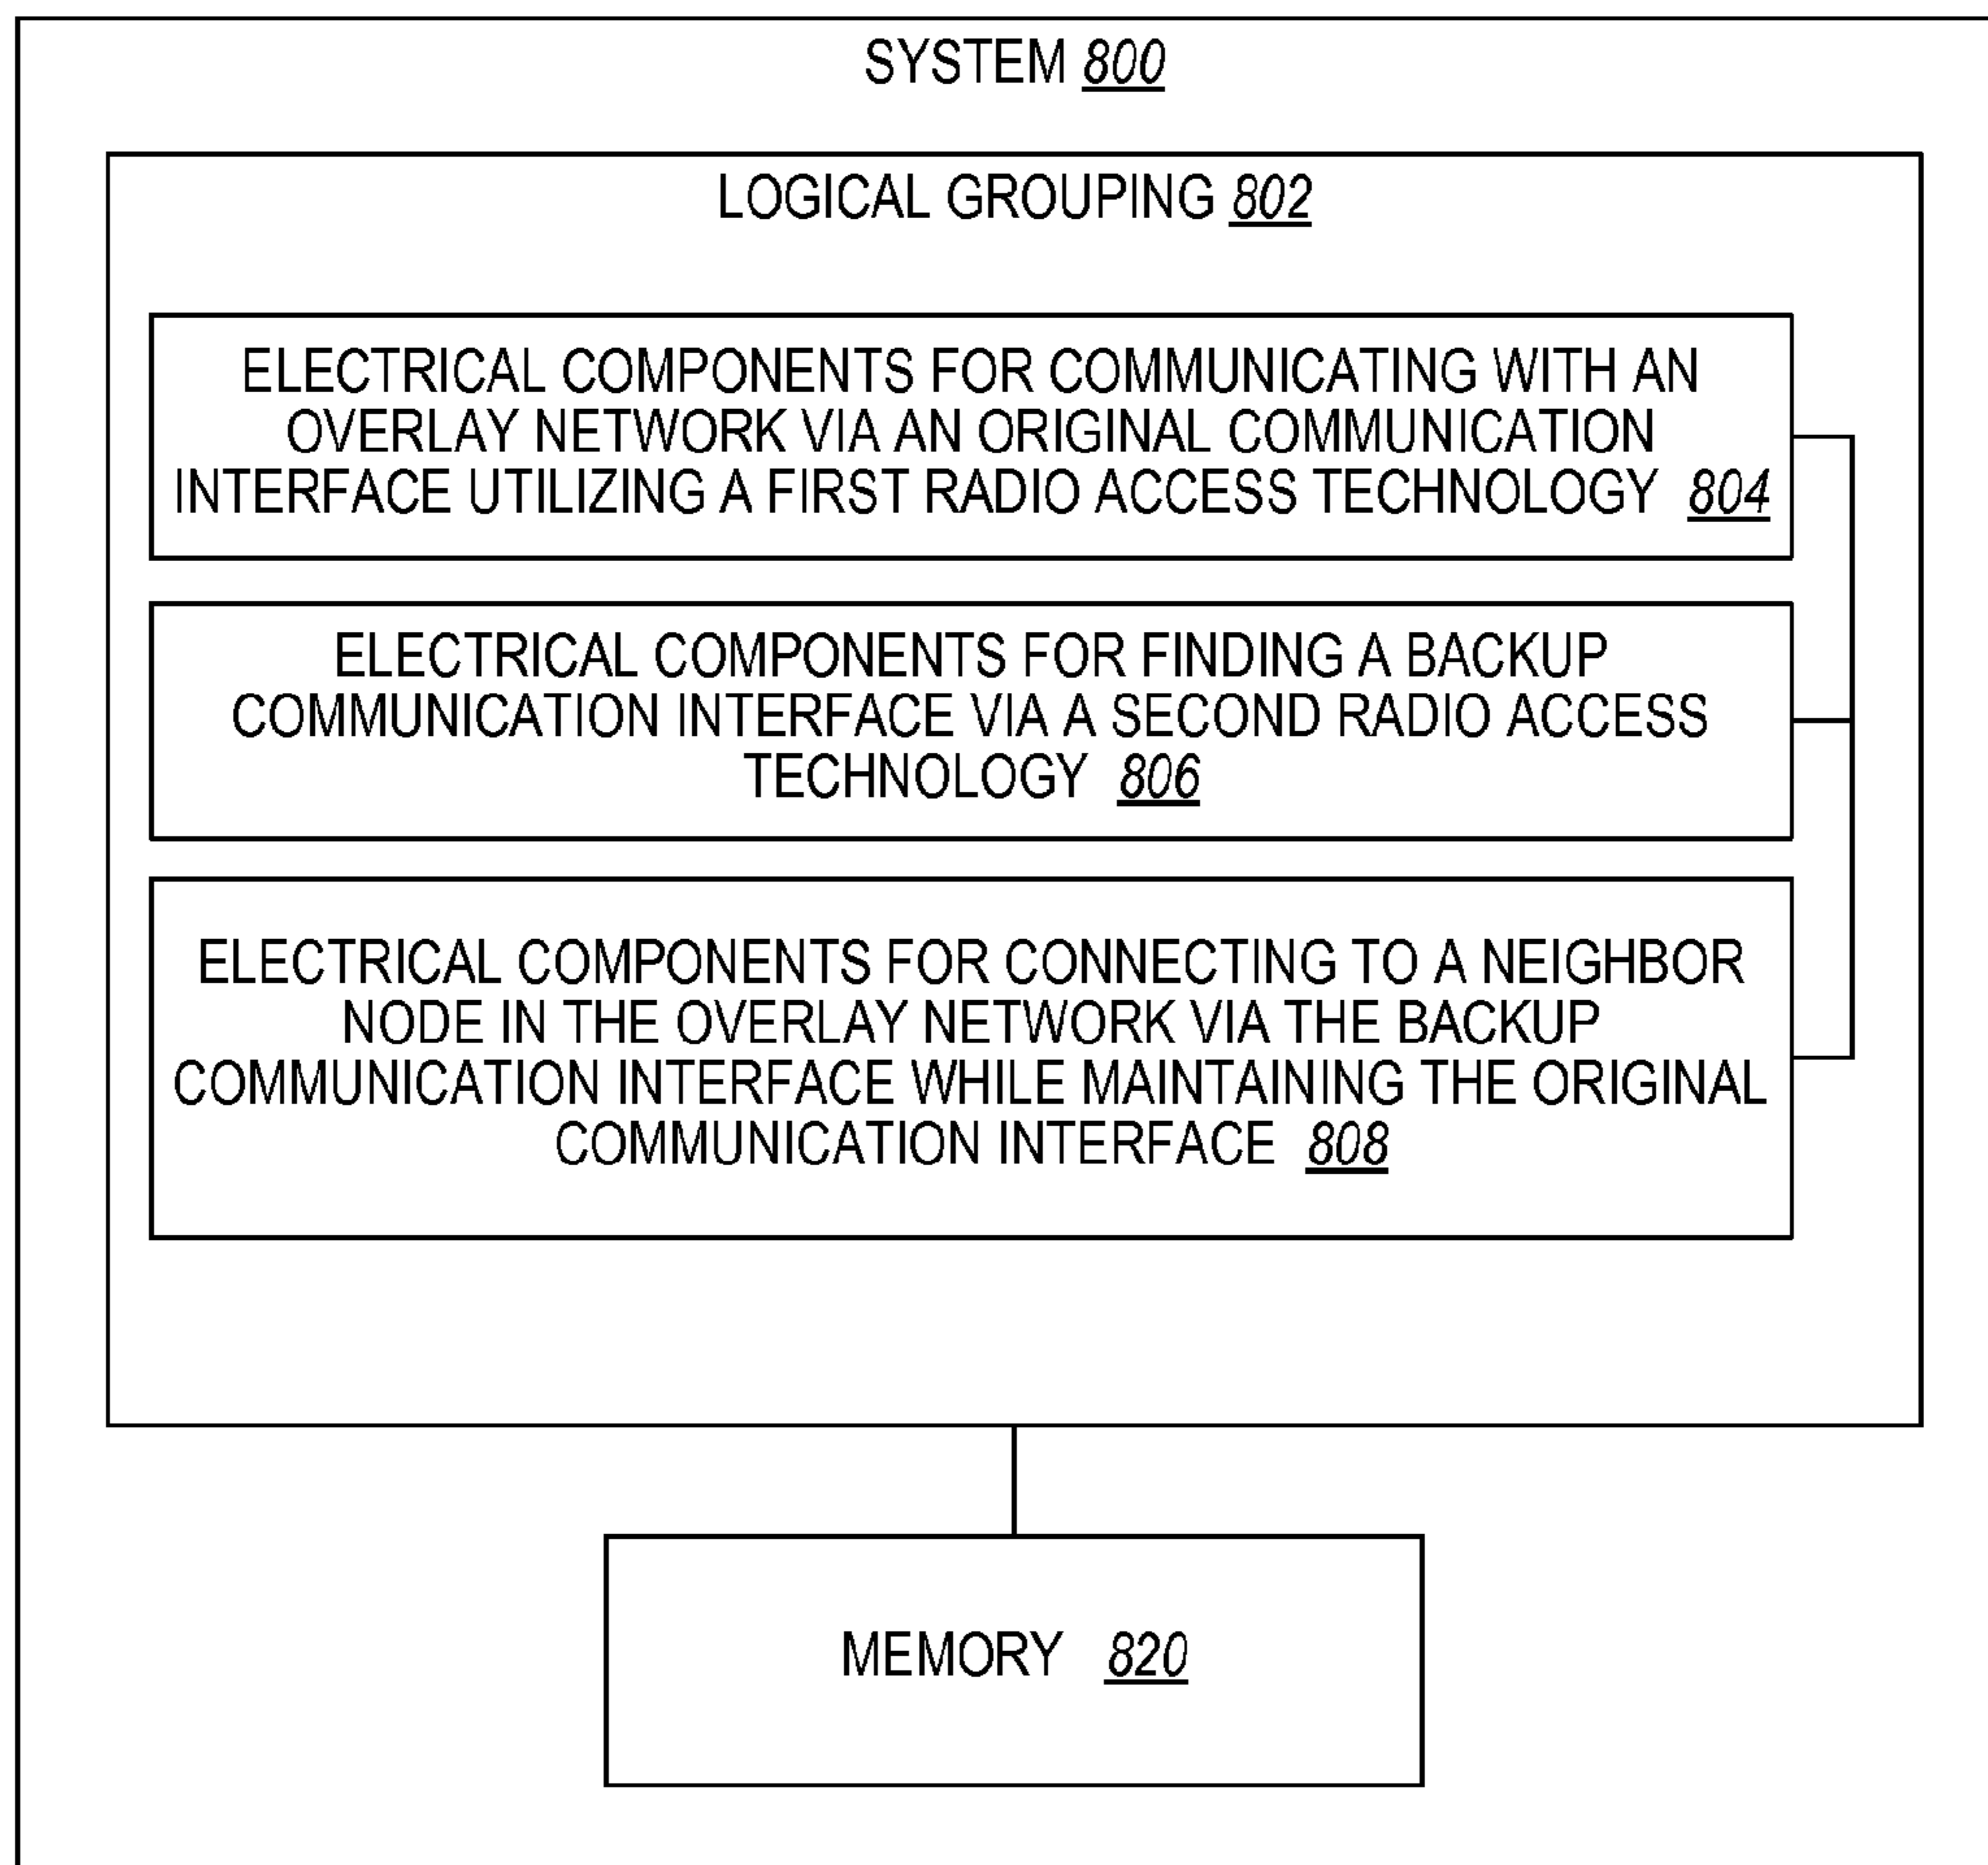 SYSTEM 800
LOGICAL GROUPING 802
ELECTRICAL COMPONENTS FOR COMMUNICATING WITH AN
OVERLAY NETWORK VIA AN ORIGINAL COMMUNICATION
INTERFACE UTILIZING A FIRST RADIO ACCESS TECHNOLOGY 804
ELECTRICAL COMPONENTS FOR FINDING A BACKUP
COMMUNICATION INTERFACE VIA A SECOND RADIO ACCESS
TECHNOLOGY 806
ELECTRICAL COMPONENTS FOR CONNECTING TO A NEIGHBOR
NODE IN THE OVERLAY NETWORK VIA THE BACKUP
COMMUNICATION INTERFACE WHILE MAINTAINING THE ORIGINAL
COMMUNICATION INTERFACE 808
MEMORY 820